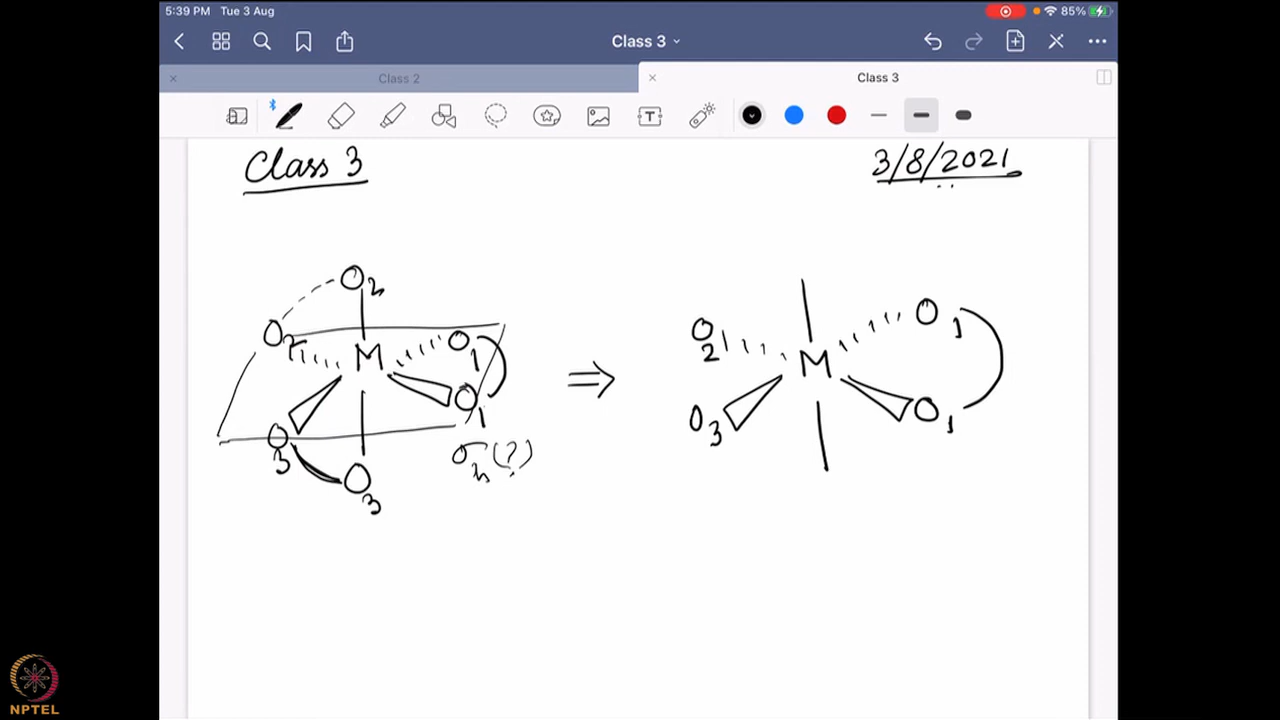 5:39 PM Tue 3 Aug 85%
Class 3
Class 2
Class 3
T
Class 3
3/8/2021
O2
O2 M O1
O1
O3
O3
σh(?)
⇒
O2 M O1
O3 O1
NPTEL